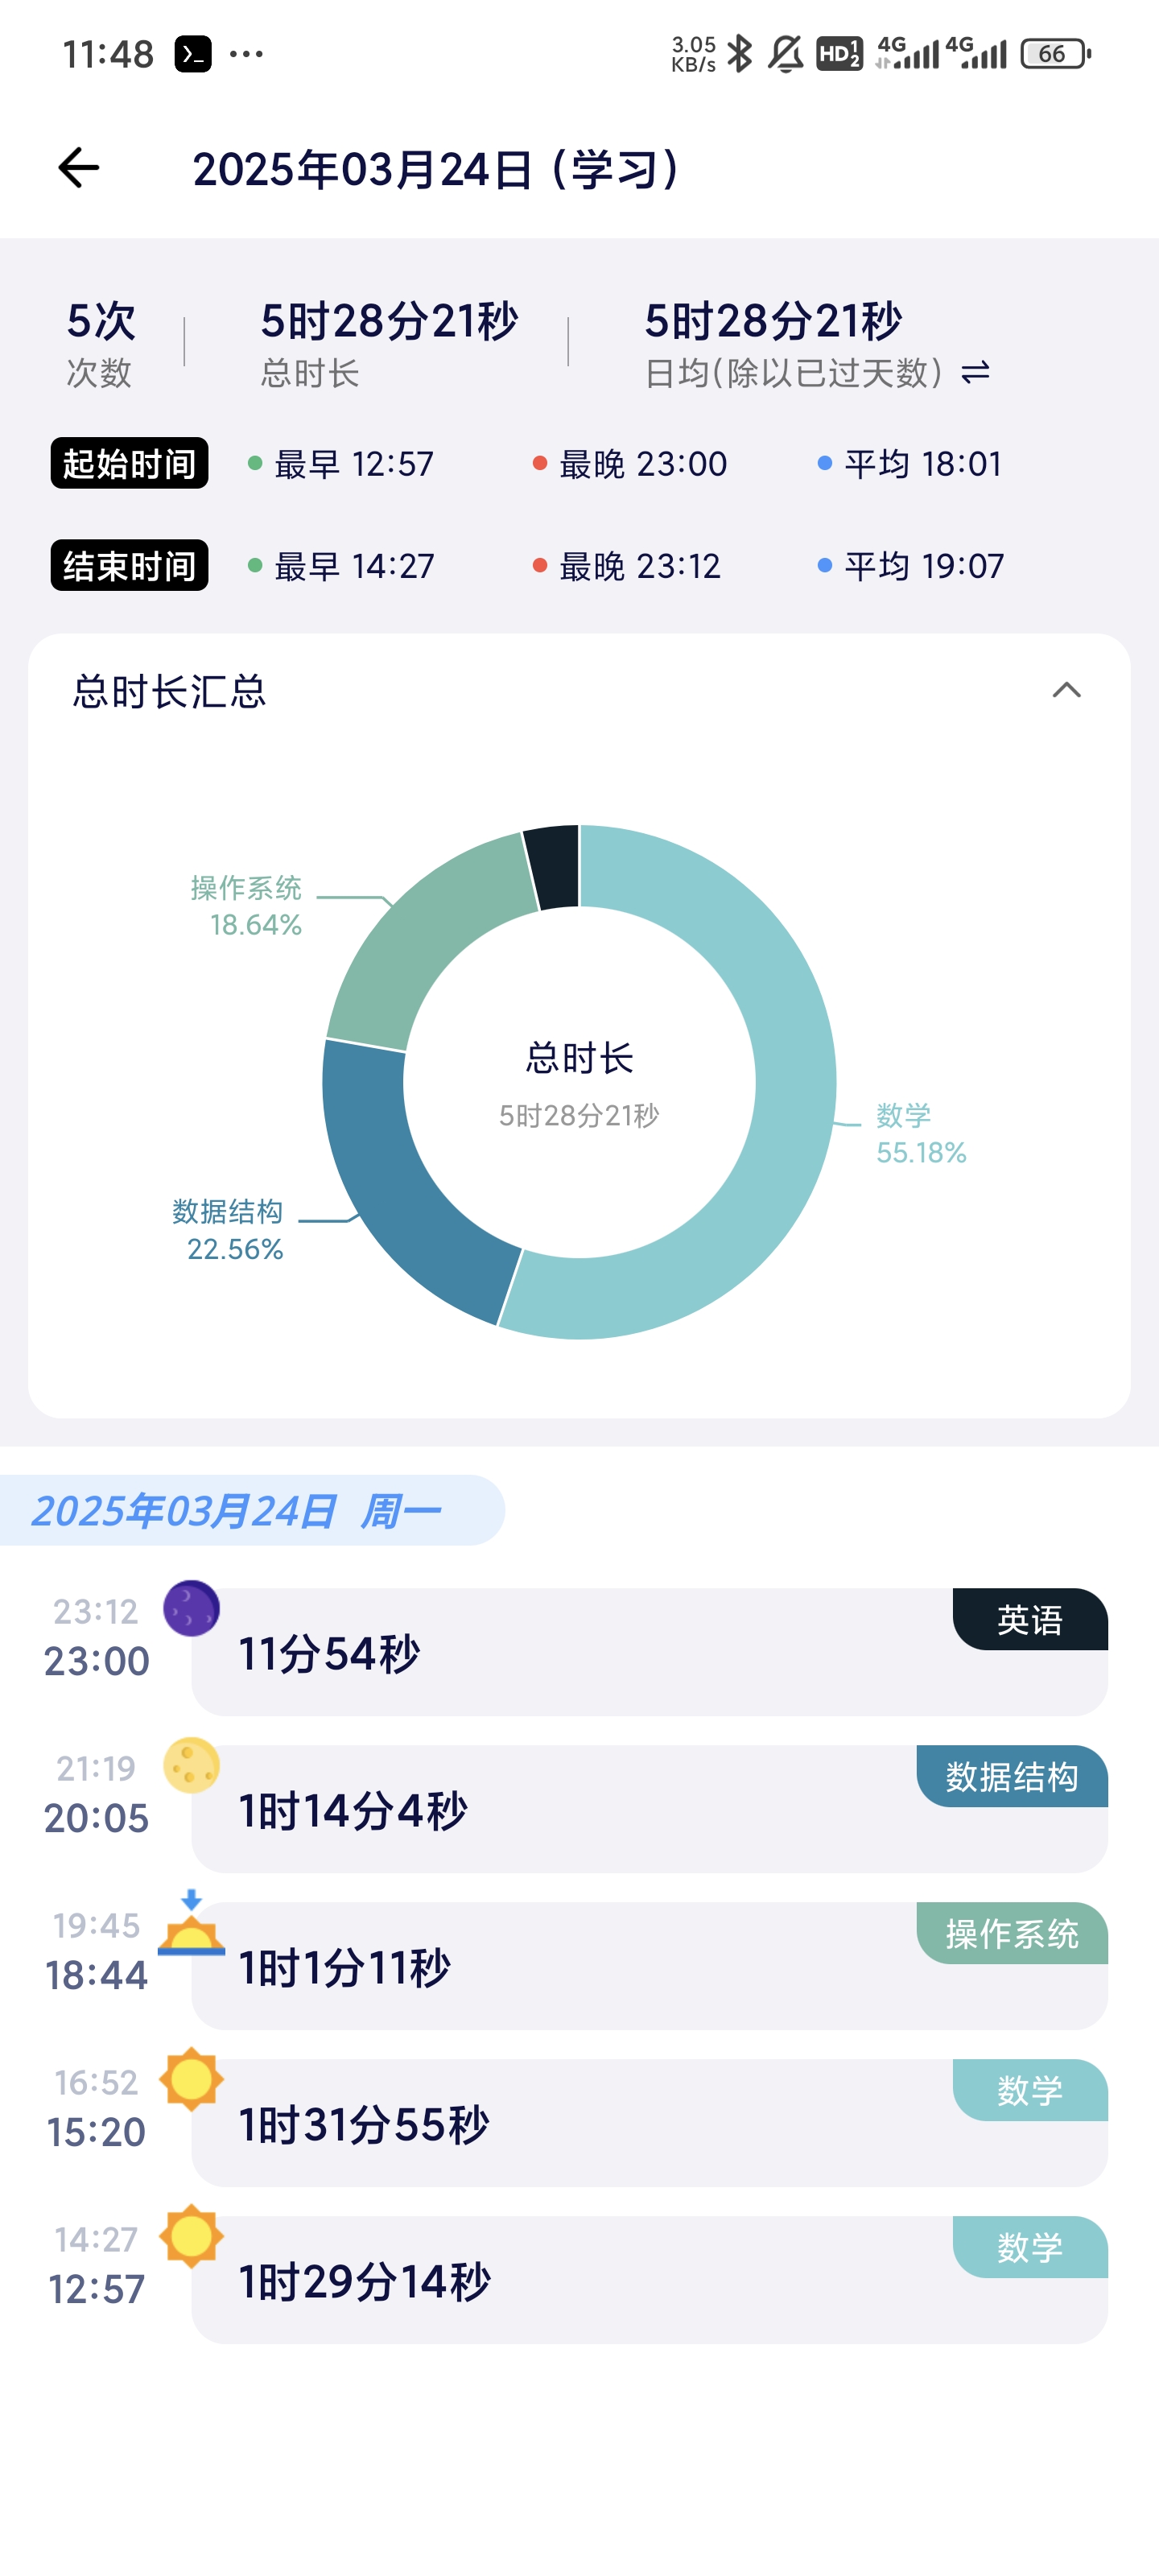 11:48 ... 3.05 KB/s HD 1 2 4G 4G 66
2025年03月24日 (学习)
5次 5时28分21秒 5时28分21秒
次数 总时长 日均(除以已过天数)
起始时间 最早 12:57 最晚 23:00 平均 18:01
结束时间 最早 14:27 最晚 23:12 平均 19:07
总时长汇总
操作系统
18.64%
总时长
5时28分21秒
数学
55.18%
数据结构
22.56%
2025年03月24日 周一
23:12
23:00
11分54秒
英语
21:19
20:05
1时14分4秒
数据结构
19:45
18:44
1时1分11秒
操作系统
16:52
15:20
1时31分55秒
数学
14:27
12:57
1时29分14秒
数学